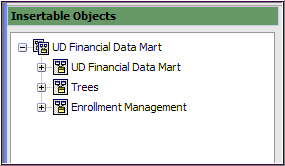 Insertable Objects
UD Financial Data Mart
UD Financial Data Mart
Trees
Enrollment Management